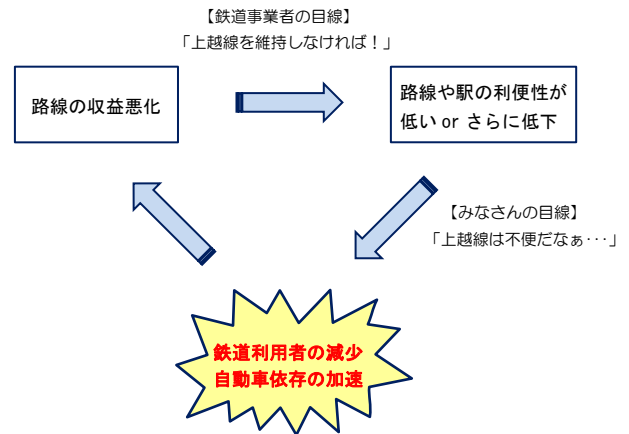 【鉄道事業者の目線】
「上越線を維持しなければ！」
路線の収益悪化
路線や駅の利便性が
低い or さらに低下
【みなさんの目線】
「上越線は不便だなぁ･･･」
鉄道利用者の減少
自動車依存の加速